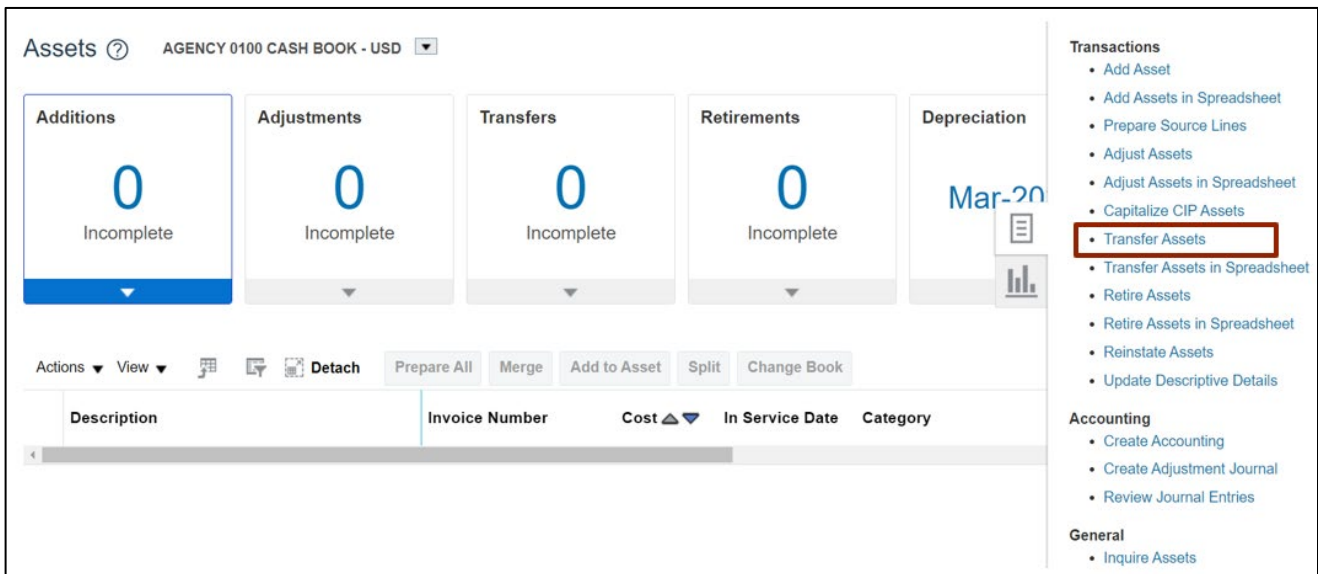 Assets AGENCY 0100 CASH BOOK - USD
Additions
0
Incomplete
Adjustments
0
Incomplete
Transfers
0
Incomplete
Retirements
0
Incomplete
Depreciation
Mar-20
Actions View Detach Prepare All Merge Add to Asset Split Change Book
Description Invoice Number Cost In Service Date Category
Transactions
• Add Asset
• Add Assets in Spreadsheet
• Prepare Source Lines
• Adjust Assets
• Adjust Assets in Spreadsheet
• Capitalize CIP Assets
• Transfer Assets
• Transfer Assets in Spreadsheet
• Retire Assets
• Retire Assets in Spreadsheet
• Reinstate Assets
• Update Descriptive Details
Accounting
• Create Accounting
• Create Adjustment Journal
• Review Journal Entries
General
• Inquire Assets